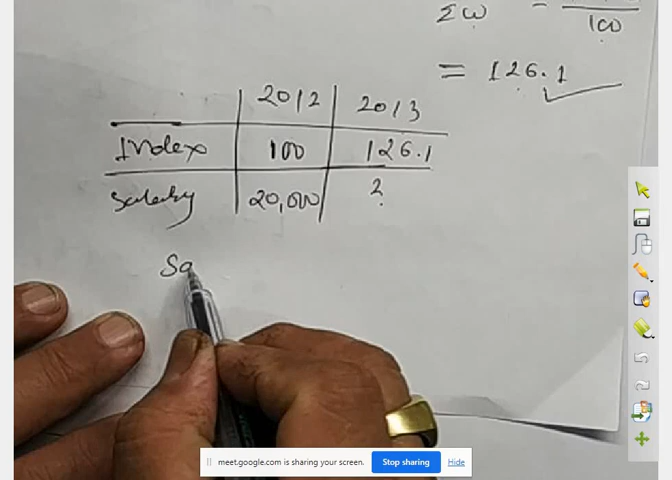 Σω = 100
= 126.1
2012 2013
Index 100 126.1
Salary 20,000 ?
Sa
meet.google.com is sharing your screen. Stop sharing Hide